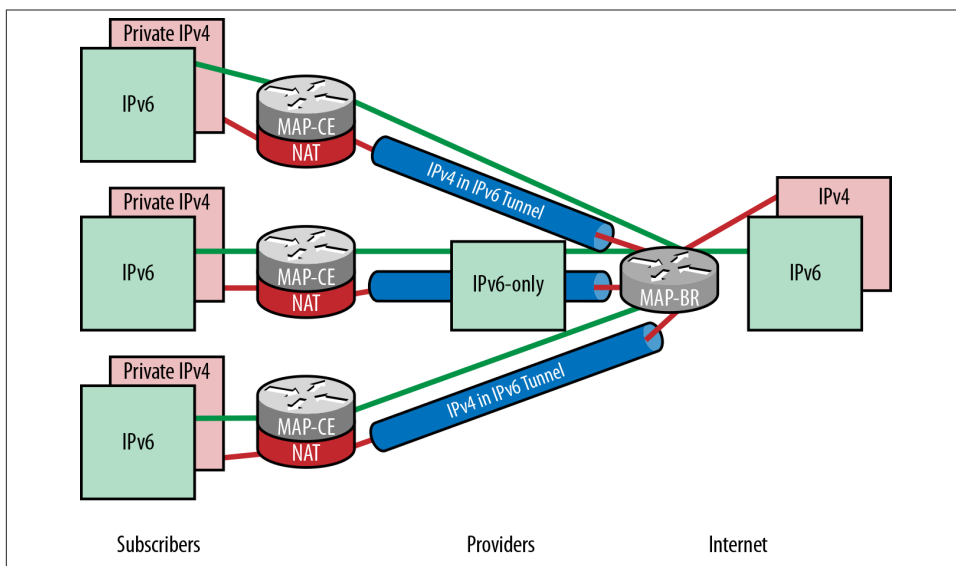 Private IPv4
IPv6
MAP-CE
NAT
IPv4 in IPv6 Tunnel
Private IPv4
IPv6
MAP-CE
NAT
IPv6-only
MAP-BR
IPv4
IPv6
Private IPv4
IPv6
MAP-CE
NAT
IPv4 in IPv6 Tunnel
Subscribers
Providers
Internet